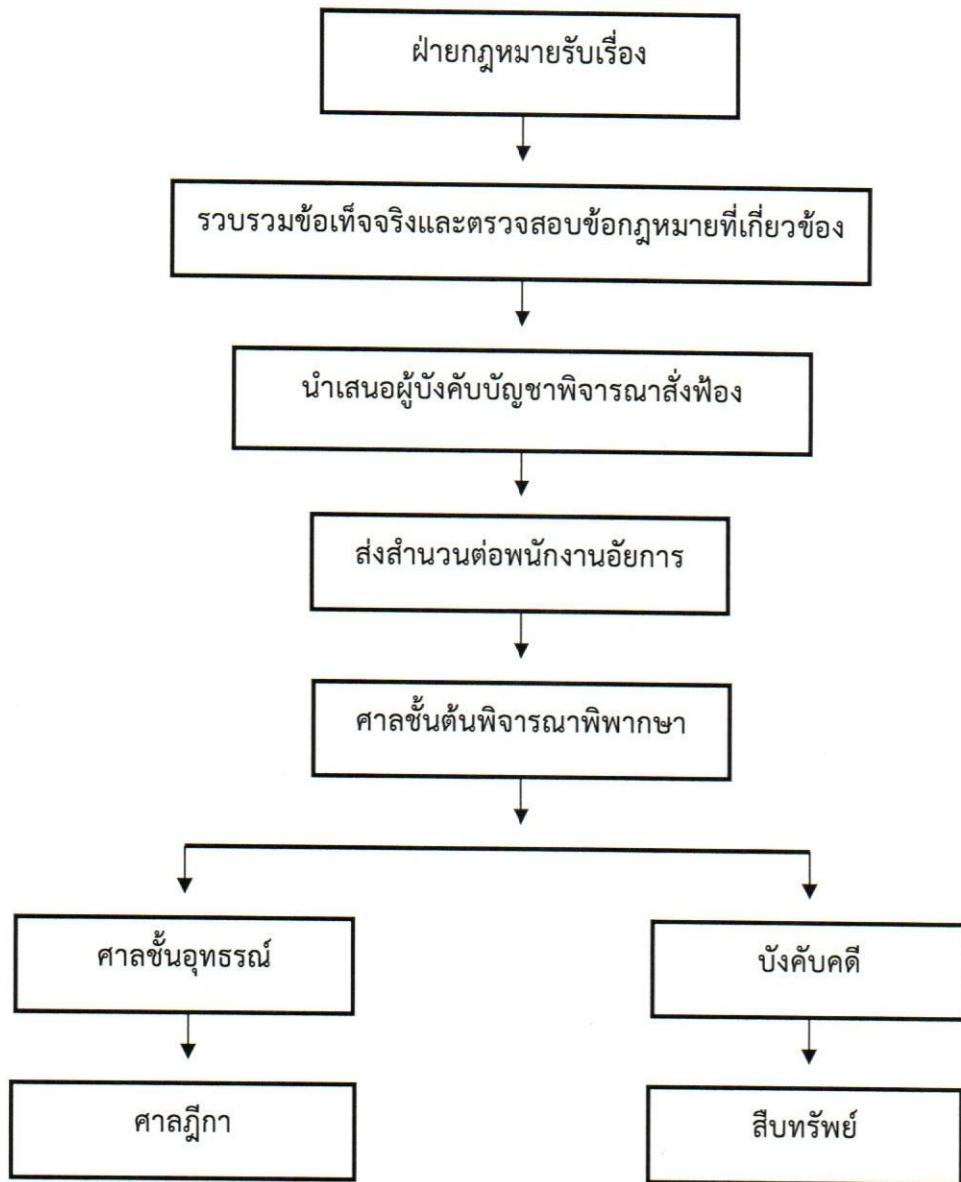 ฝ่ายกฎหมายรับเรื่อง
รวบรวมข้อเท็จจริงและตรวจสอบข้อกฎหมายที่เกี่ยวข้อง
นำเสนอผู้บังคับบัญชาพิจารณาสั่งฟ้อง
ส่งสำนวนต่อพนักงานอัยการ
ศาลชั้นต้นพิจารณาพิพากษา
ศาลชั้นอุทธรณ์
บังคับคดี
ศาลฎีกา
สืบทรัพย์